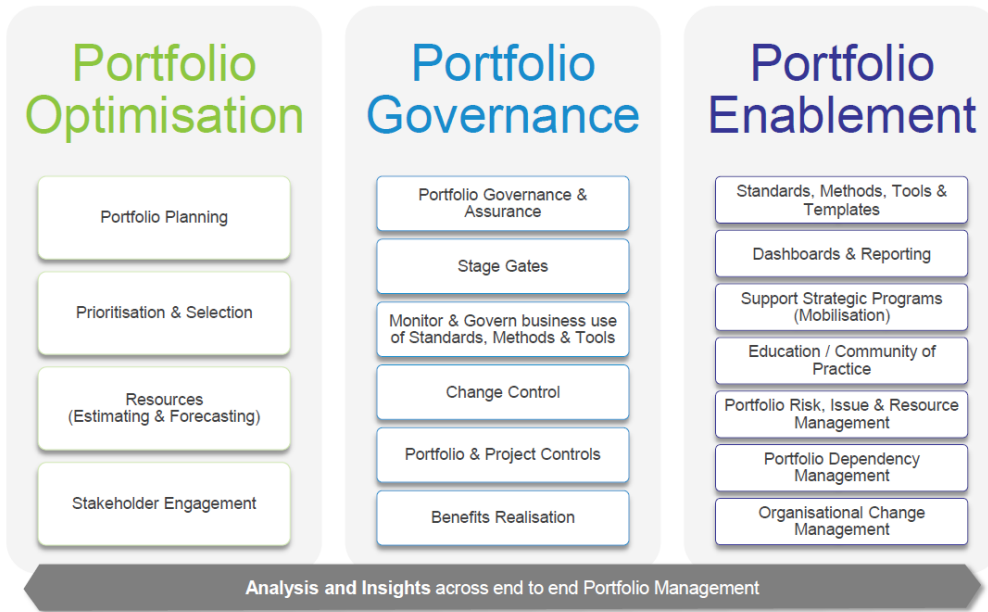 Portfolio
Optimisation
Portfolio Planning
Prioritisation & Selection
Resources
(Estimating & Forecasting)
Stakeholder Engagement
Portfolio
Governance
Portfolio Governance &
Assurance
Stage Gates
Monitor & Govern business use
of Standards, Methods & Tools
Change Control
Portfolio & Project Controls
Benefits Realisation
Portfolio
Enablement
Standards, Methods, Tools &
Templates
Dashboards & Reporting
Support Strategic Programs
(Mobilisation)
Education / Community of
Practice
Portfolio Risk, Issue & Resource
Management
Portfolio Dependency
Management
Organisational Change
Management
Analysis and Insights across end to end Portfolio Management